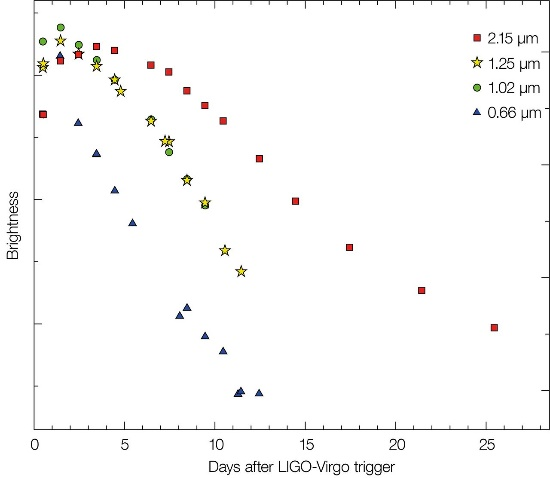 2.15 µm
1.25 µm
1.02 µm
0.66 µm
Brightness
0 5 10 15 20 25
Days after LIGO-Virgo trigger